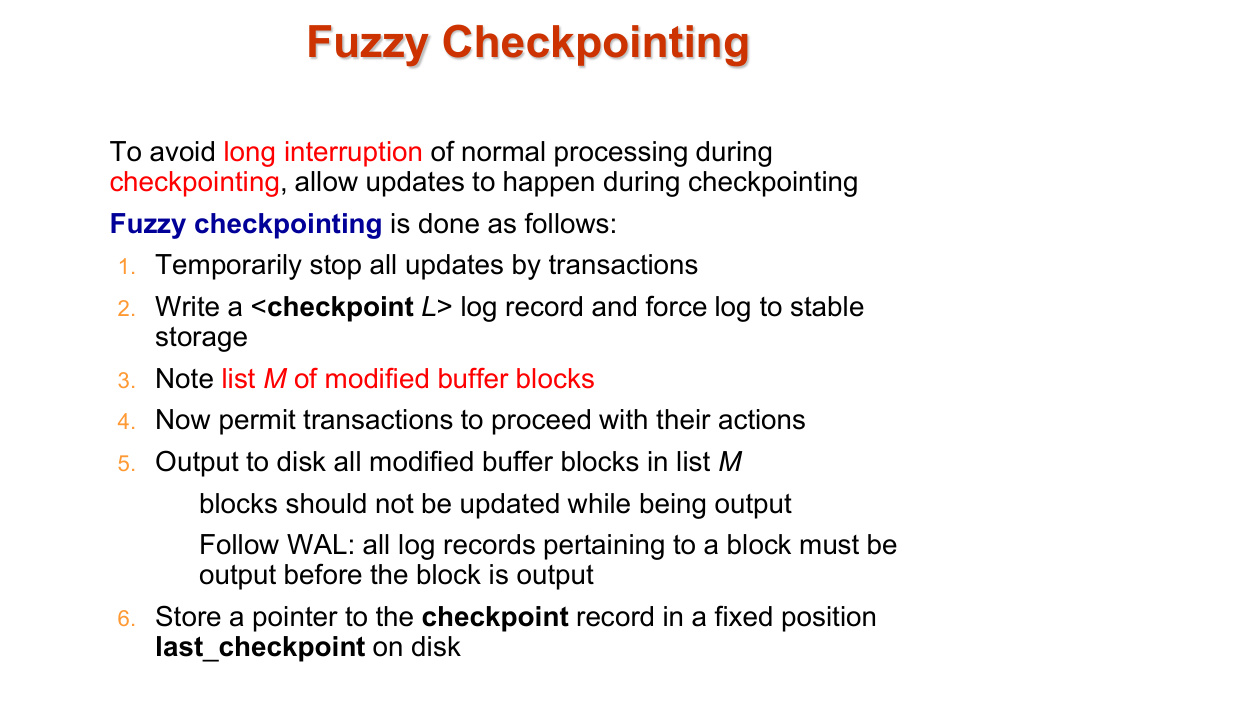 Fuzzy Checkpointing
To avoid long interruption of normal processing during
checkpointing, allow updates to happen during checkpointing
Fuzzy checkpointing is done as follows:
1. Temporarily stop all updates by transactions
2. Write a <checkpoint L> log record and force log to stable
storage
3. Note list M of modified buffer blocks
4. Now permit transactions to proceed with their actions
5. Output to disk all modified buffer blocks in list M
blocks should not be updated while being output
Follow WAL: all log records pertaining to a block must be
output before the block is output
6. Store a pointer to the checkpoint record in a fixed position
last_checkpoint on disk